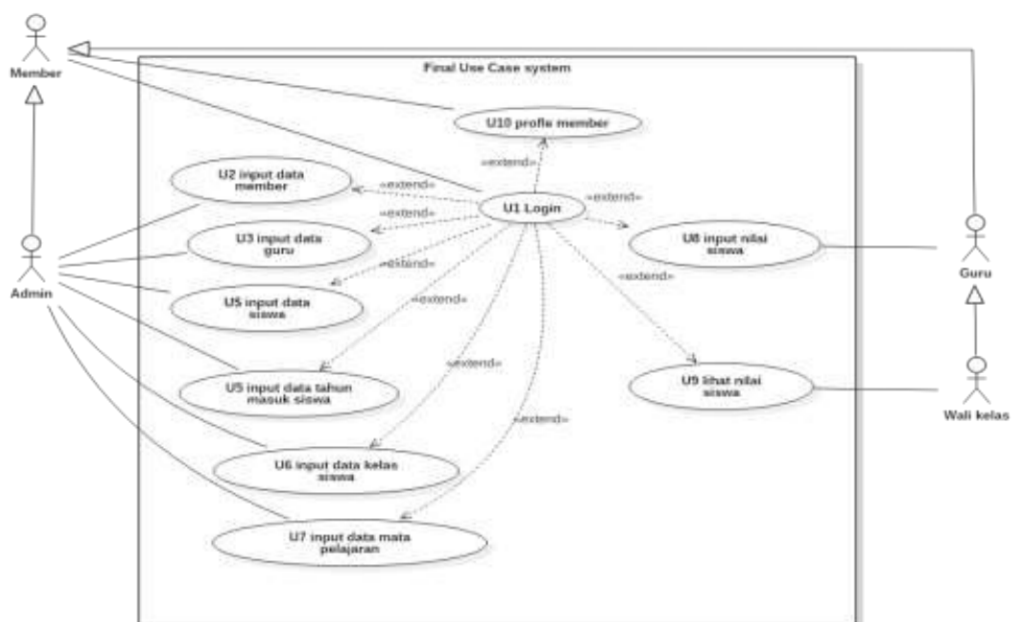 Member
Final Use Case system
U10 profle member
«extend»
U2 input data
member
«extend»
«extend»
U1 Login
U3 input data
guru
«extend»
U8 input nilai
siswa
Guru
«extend»
«extend»
Admin
U5 input data
siswa
«extend»
«extend»
U5 input data tahun
masuk siswa
U9 lihat nilai
siswa
Wali kelas
«extend»
U6 input data kelas
siswa
U7 input data mata
pelajaran